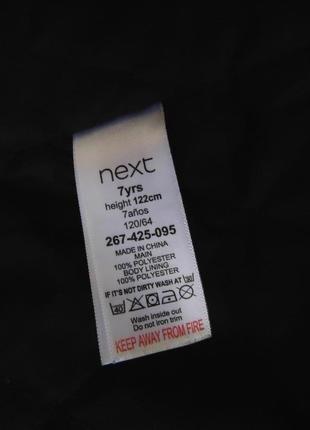 next
7yrs
height 122cm
7años
120/64
267-425-095
MADE IN CHINA
MAIN
100% POLYESTER
BODY LINING
100% POLYESTER
IF IT'S NOT DIRTY WASH AT 30
40
Wash inside out
Do not iron trim
KEEP AWAY FROM FIRE